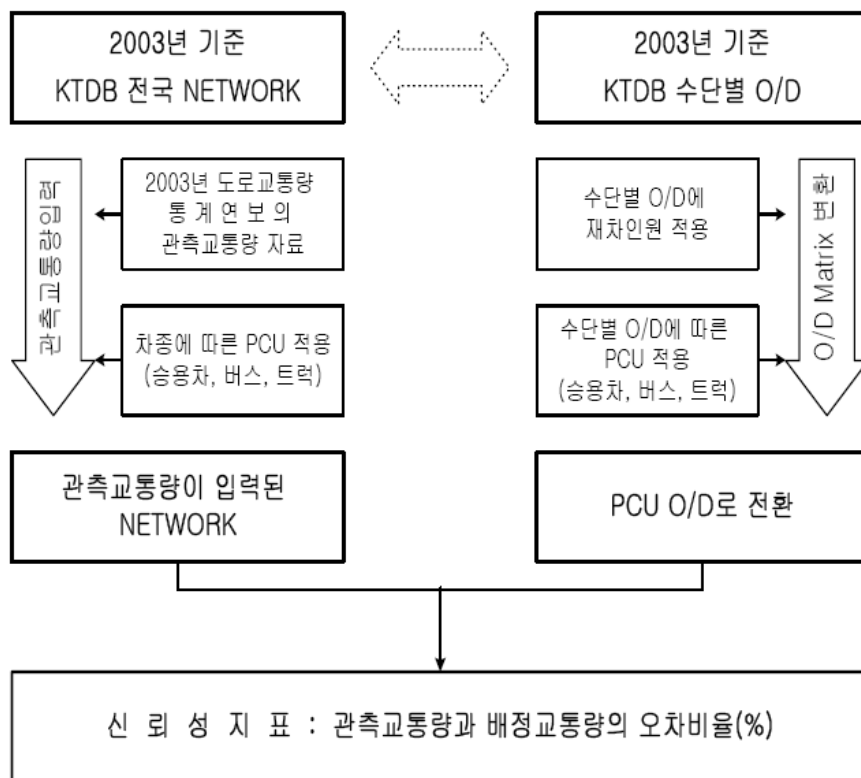 2003년 기준
KTDB 전국 NETWORK
2003년 기준
KTDB 수단별 O/D
관측교통량입력
2003년 도로교통량
통 계 연 보 의
관측교통량 자료
차종에 따른 PCU 적용
(승용차, 버스, 트럭)
수단별 O/D에
재차인원 적용
수단별 O/D에 따른
PCU 적용
(승용차, 버스, 트럭)
O/D Matrix 변환
관측교통량이 입력된
NETWORK
PCU O/D로 전환
신 뢰 성 지 표 : 관측교통량과 배정교통량의 오차비율(%)